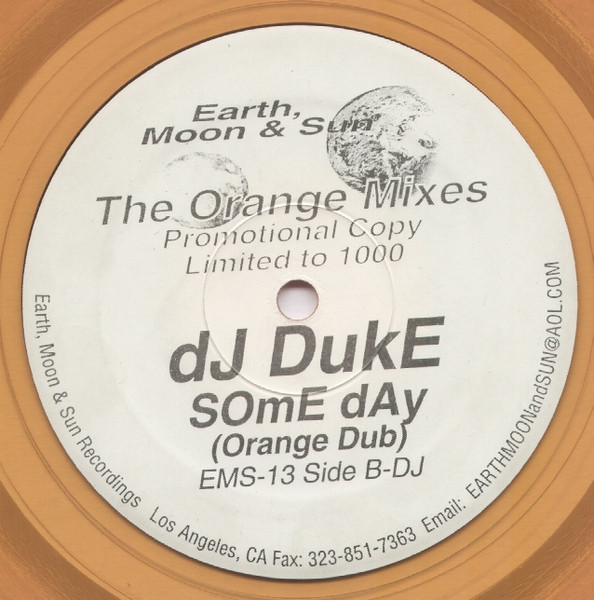 Earth,
Moon & Sun
The Orange Mixes
Promotional Copy
Limited to 1000
dJ DukE
SOmE dAy
(Orange Dub)
EMS-13 Side B-DJ
Earth, Moon & Sun Recordings Los Angeles, CA Fax: 323-851-7363 Email: EARTHMOONandSUN@AOL.COM